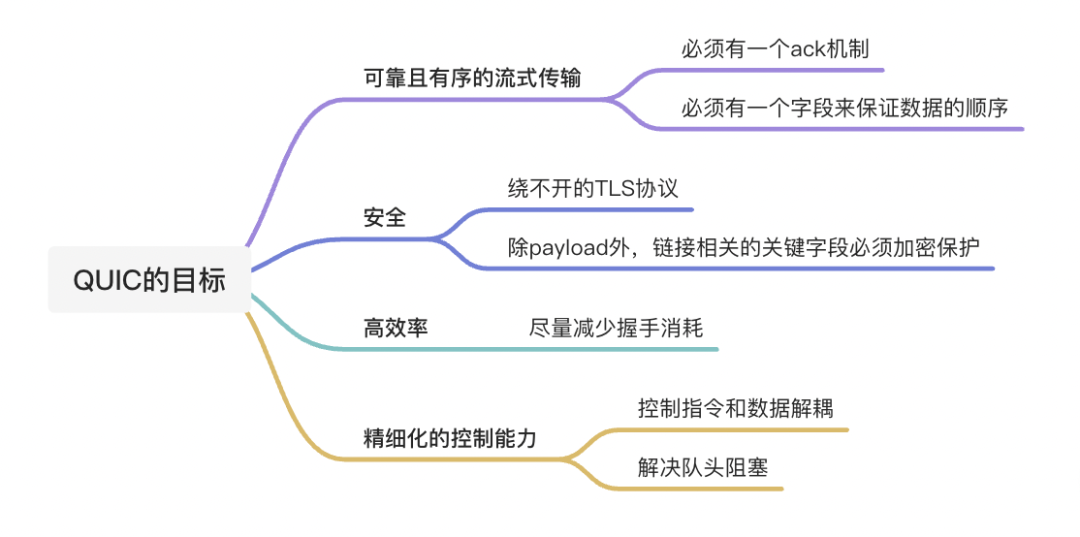 QUIC的目标
可靠且有序的流式传输
必须有一个ack机制
必须有一个字段来保证数据的顺序
安全
绕不开的TLS协议
除payload外，链接相关的关键字段必须加密保护
高效率
尽量减少握手消耗
精细化的控制能力
控制指令和数据解耦
解决队头阻塞